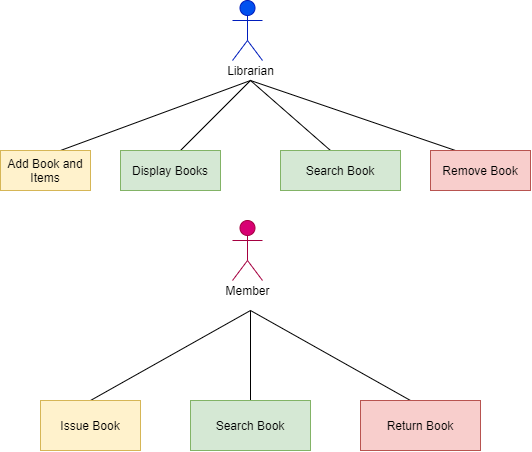 Librarian
Add Book and
Items
Display Books
Search Book
Remove Book
Member
Issue Book
Search Book
Return Book